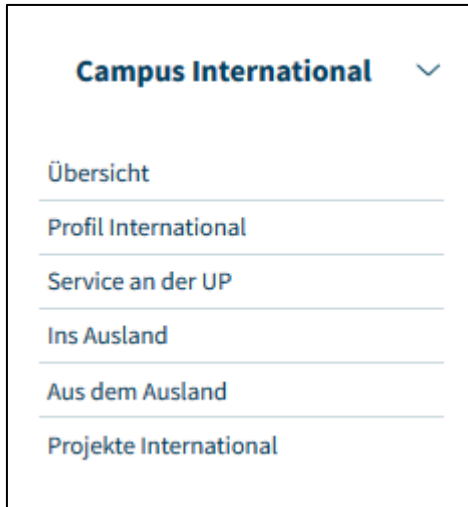 Campus International
Übersicht
Profil International
Service an der UP
Ins Ausland
Aus dem Ausland
Projekte International